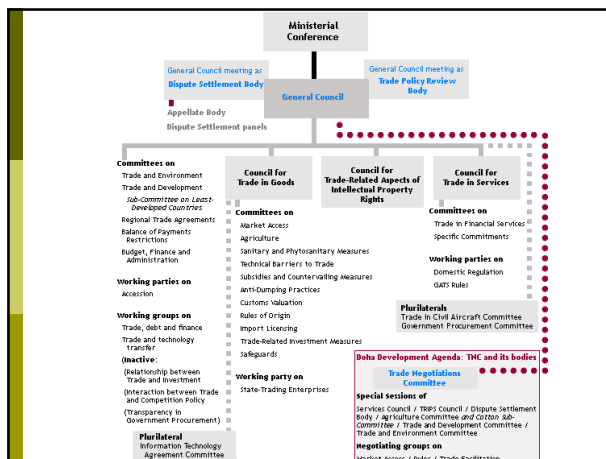 Ministerial
Conference
General Council meeting as
Dispute Settlement Body
General Council meeting as
Trade Policy Review
Body
General Council
Appellate Body
Dispute Settlement panels
Committees on
Trade and Environment
Trade and Development
Sub-Committee on Least-
Developed Countries
Regional Trade Agreements
Balance of Payments
Restrictions
Budget, Finance and
Administration
Working parties on
Accession
Working groups on
Trade, debt and finance
Trade and technology
transfer
(Inactive:
(Relationship between
Trade and Investment)
(Interaction between Trade
and Competition Policy)
(Transparency in
Government Procurement)
Plurilateral
Information Technology
Agreement Committee
Council for
Trade in Goods
Committees on
Market Access
Agriculture
Sanitary and Phytosanitary Measures
Technical Barriers to Trade
Subsidies and Countervailing Measures
Anti-Dumping Practices
Customs Valuation
Rules of Origin
Import Licensing
Trade-Related Investment Measures
Safeguards
Working party on
State-Trading Enterprises
Council for
Trade-Related Aspects of
Intellectual Property
Rights
Council for
Trade in Services
Committees on
Trade in Financial Services
Specific Commitments
Working parties on
Domestic Regulation
GATS Rules
Plurilaterals
Trade in Civil Aircraft Committee
Government Procurement Committee
Doha Development Agenda: TNC and its bodies
Trade Negotiations
Committee
Special Sessions of
Services Council / TRIPS Council / Dispute Settlement
Body / Agriculture Committee and Cotton Sub-
Committee / Trade and Development Committee /
Trade and Environment Committee
Negotiating groups on
Market Access / Rules / Trade Facilitation